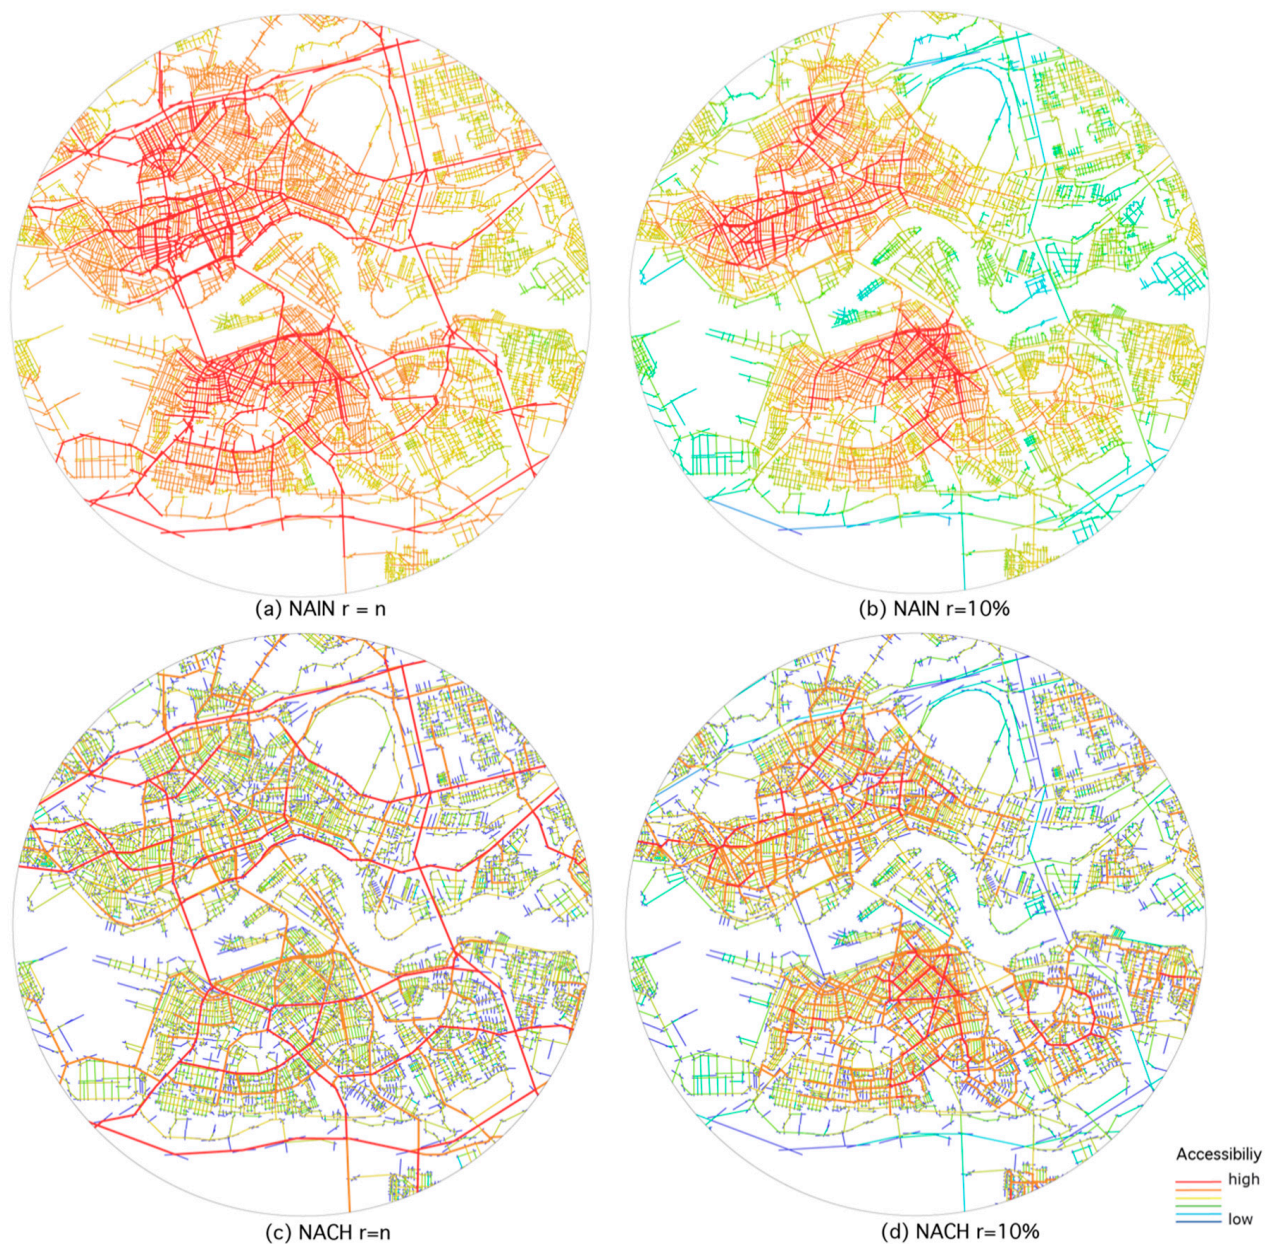 (a) NAIN r = n
(b) NAIN r=10%
(c) NACH r=n
(d) NACH r=10%
Accessibiliy
high
low